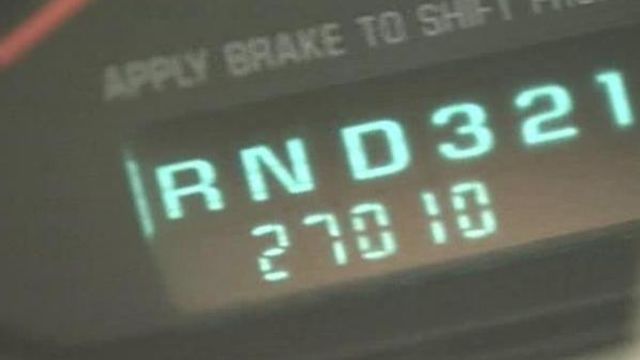 APPLY BRAKE TO SHIFT
RND321
27010